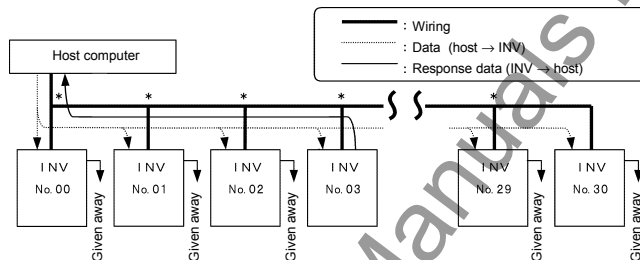 : Wiring
: Data (host → INV)
: Response data (INV → host)
Host computer
* * * * *
INV INV INV INV INV INV
No. 00 No. 01 No. 02 No. 03 No. 29 No. 30
Given away
Given away
Given away
Given away
Given away
Manuals